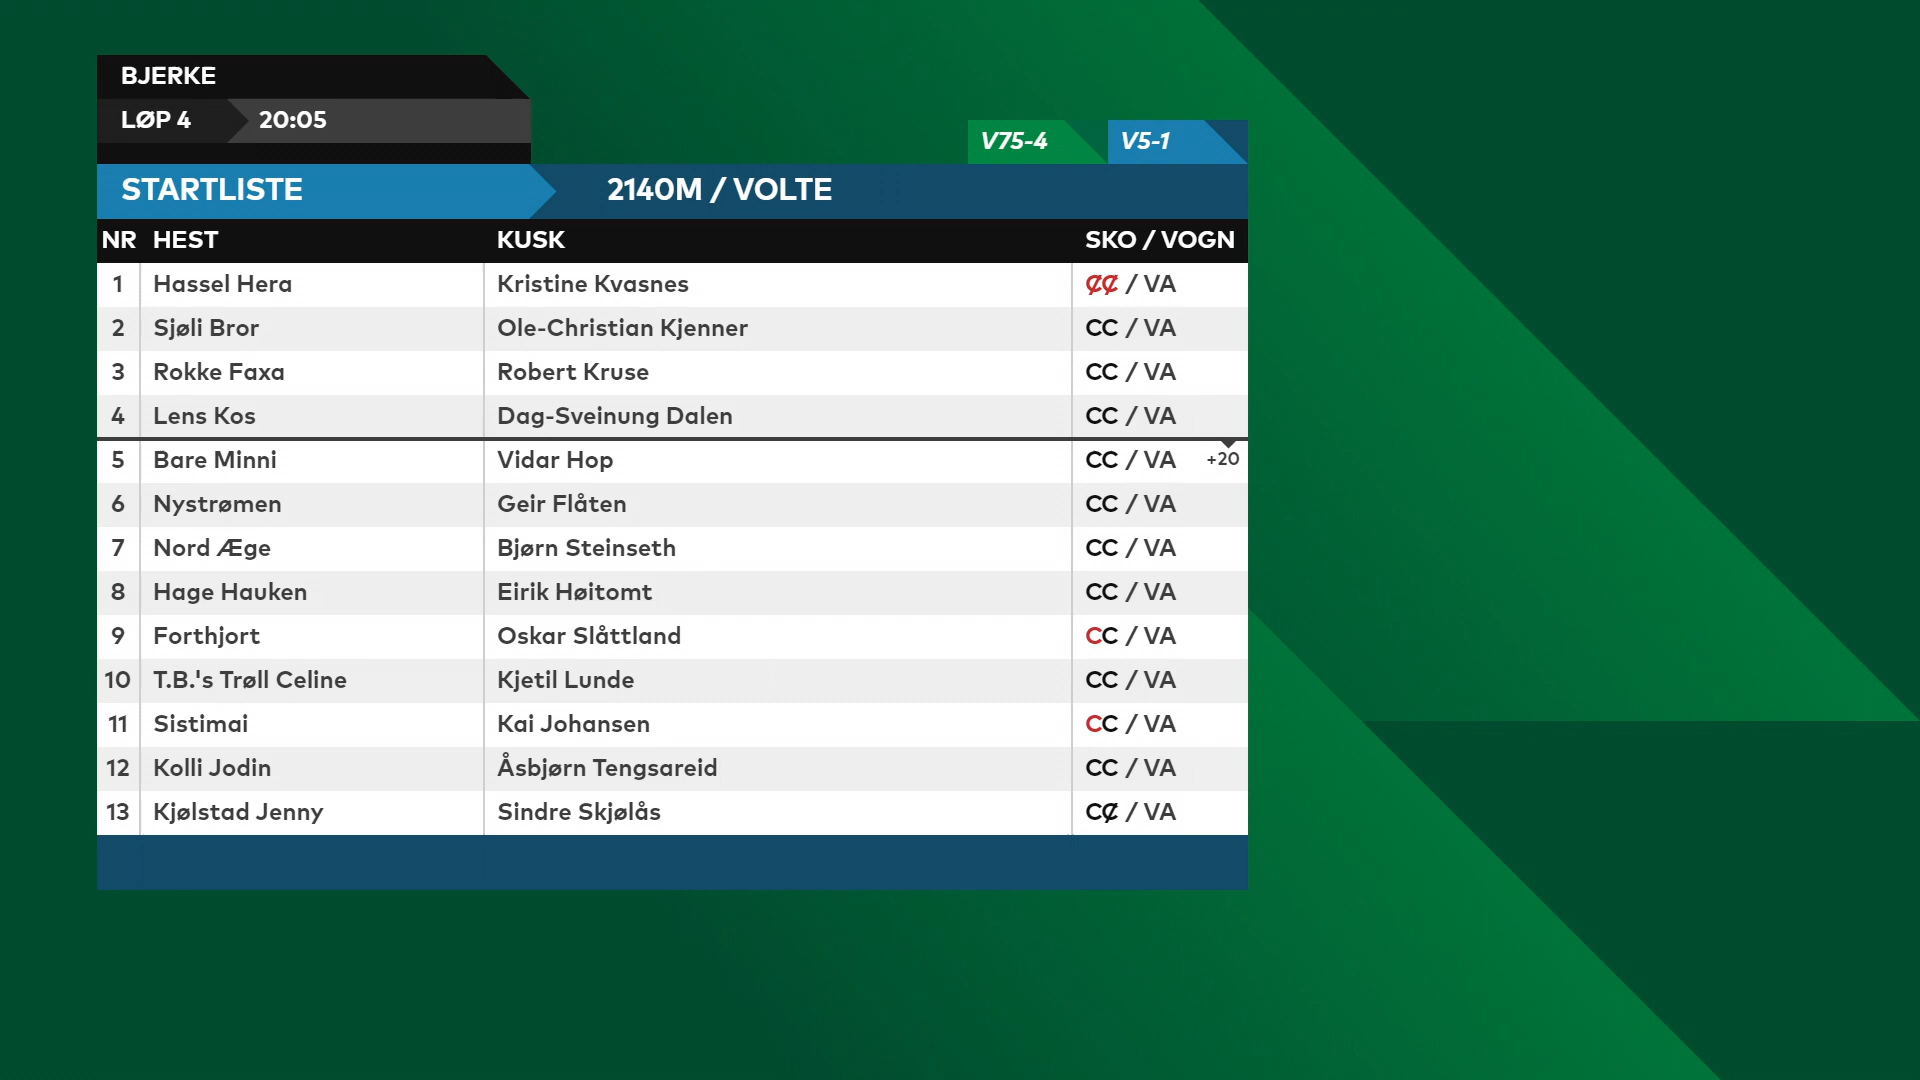 BJERKE
LØP 4 20:05
V75-4 V5-1
STARTLISTE 2140M / VOLTE
NR HEST KUSK SKO / VOGN
1 Hassel Hera Kristine Kvasnes ȻȻ / VA
2 Sjøli Bror Ole-Christian Kjenner CC / VA
3 Rokke Faxa Robert Kruse CC / VA
4 Lens Kos Dag-Sveinung Dalen CC / VA
5 Bare Minni Vidar Hop CC / VA +20
6 Nystrømen Geir Flåten CC / VA
7 Nord Æge Bjørn Steinseth CC / VA
8 Hage Hauken Eirik Høitomt CC / VA
9 Forthjort Oskar Slåttland CC / VA
10 T.B.'s Trøll Celine Kjetil Lunde CC / VA
11 Sistimai Kai Johansen CC / VA
12 Kolli Jodin Åsbjørn Tengsareid CC / VA
13 Kjølstad Jenny Sindre Skjølås CȻ / VA